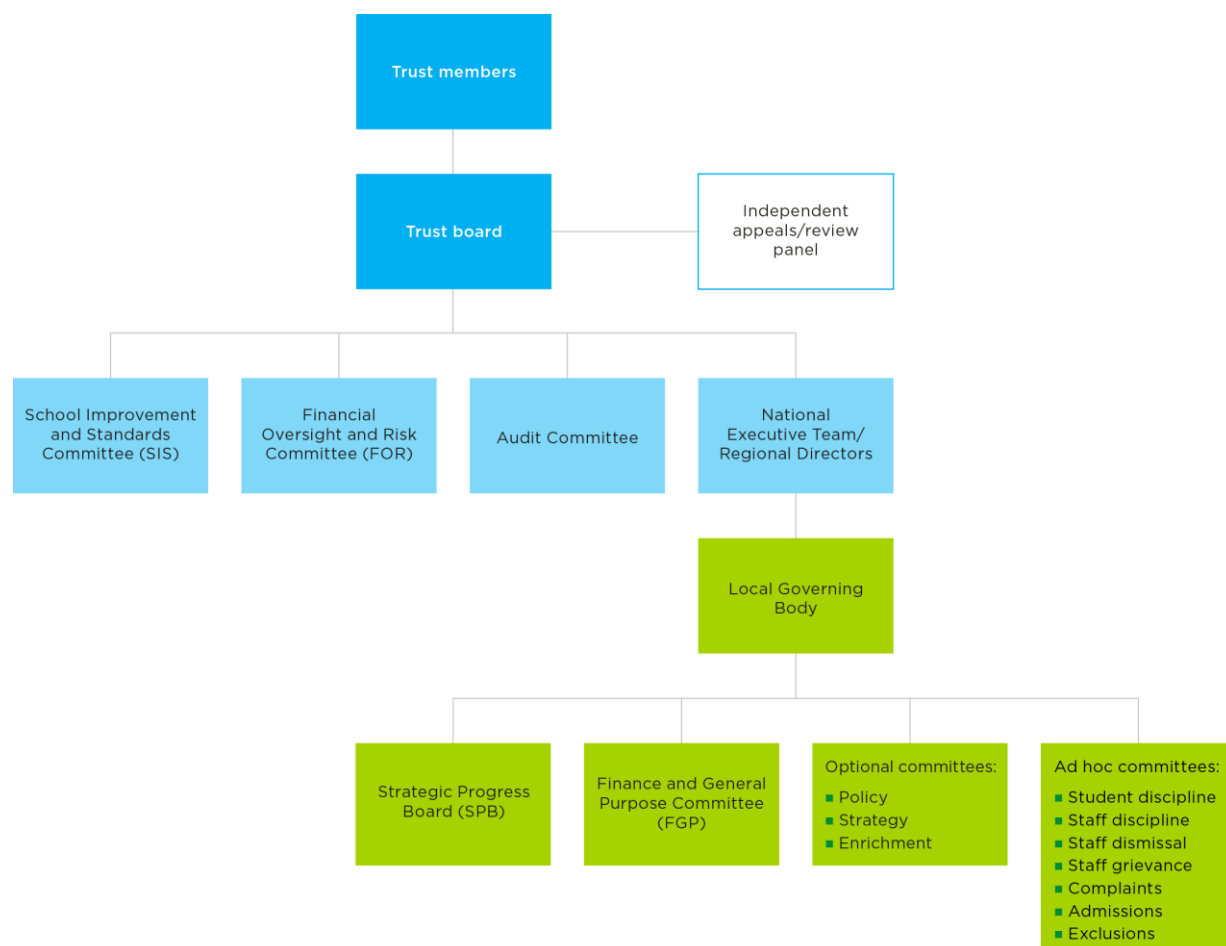 Trust members
Trust board
Independent
appeals/review
panel
School Improvement
and Standards
Committee (SIS)
Financial
Oversight and Risk
Committee (FOR)
Audit Committee
National
Executive Team/
Regional Directors
Local Governing
Body
Strategic Progress
Board (SPB)
Finance and General
Purpose Committee
(FGP)
Optional committees:
■ Policy
■ Strategy
■ Enrichment
Ad hoc committees:
■ Student discipline
■ Staff discipline
■ Staff dismissal
■ Staff grievance
■ Complaints
■ Admissions
■ Exclusions